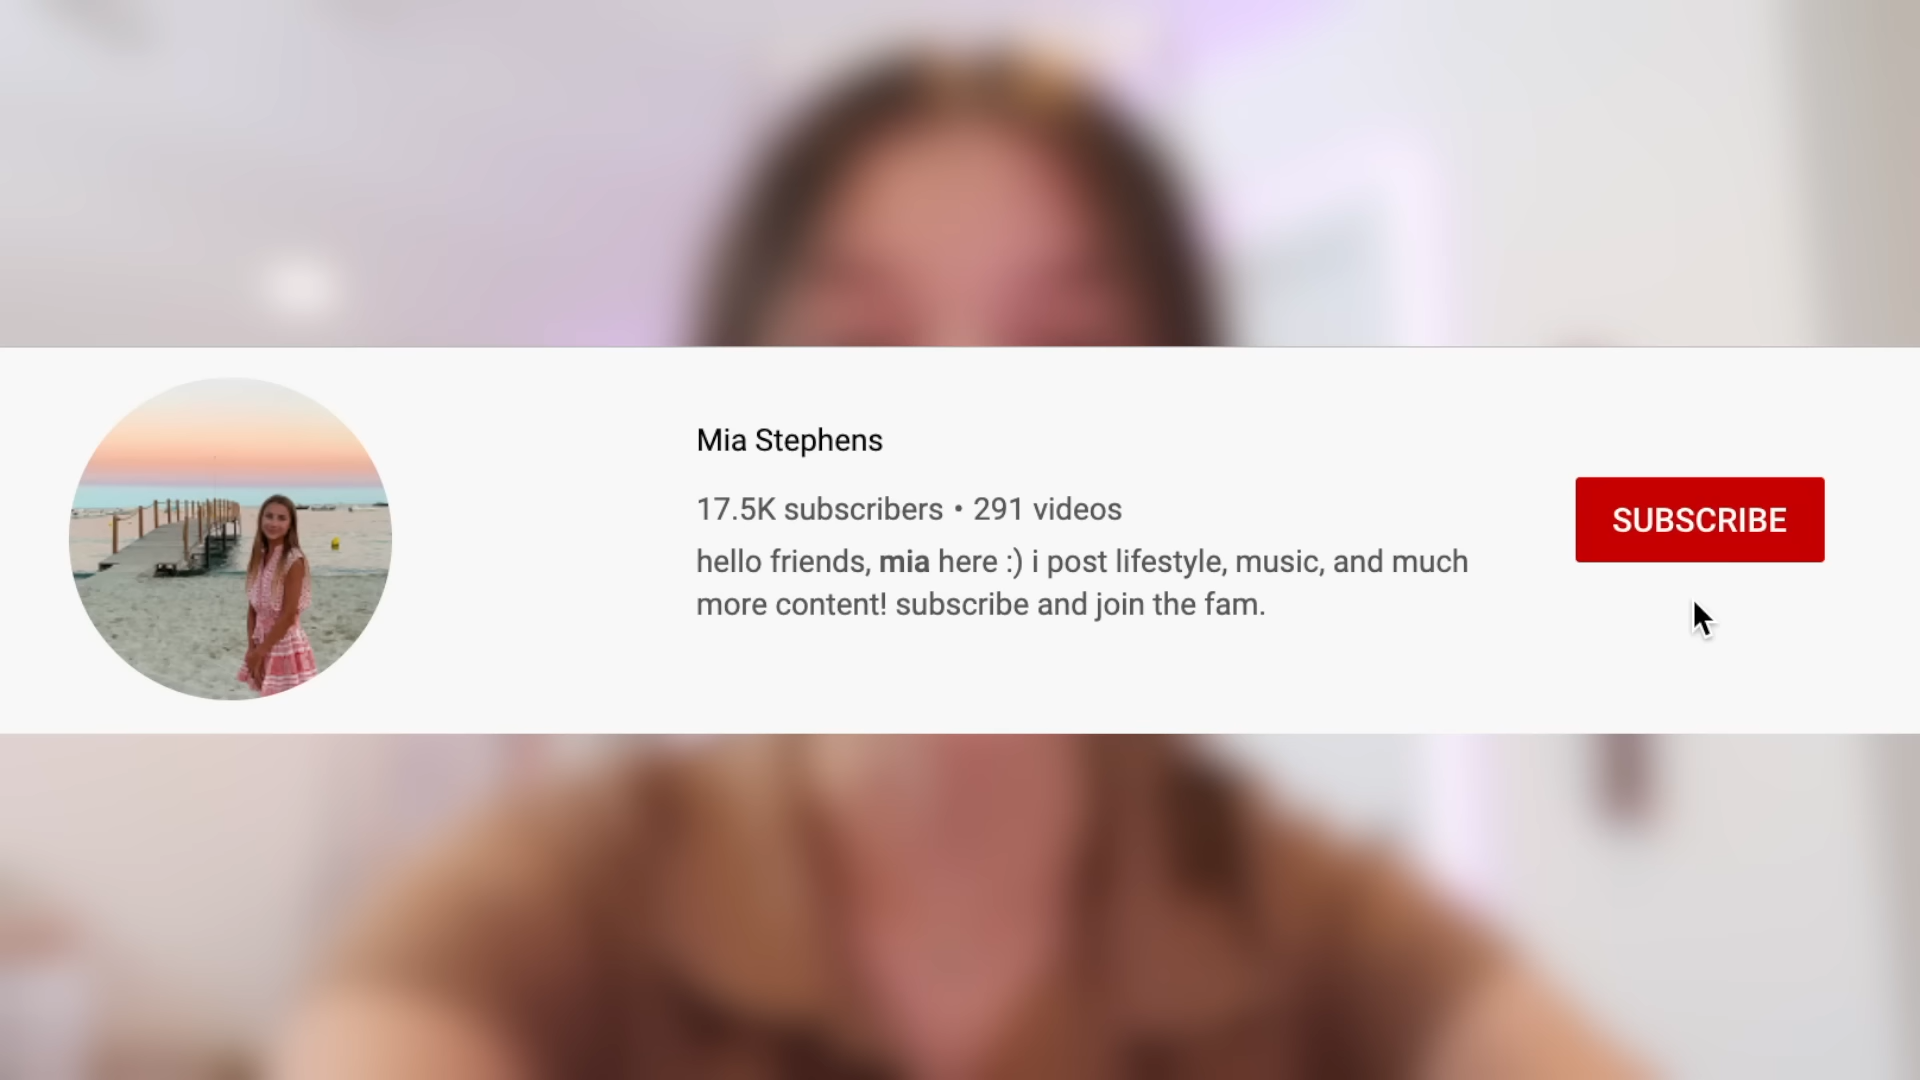 Mia Stephens
17.5K subscribers • 291 videos
hello friends, mia here :) i post lifestyle, music, and much
more content! subscribe and join the fam.
SUBSCRIBE